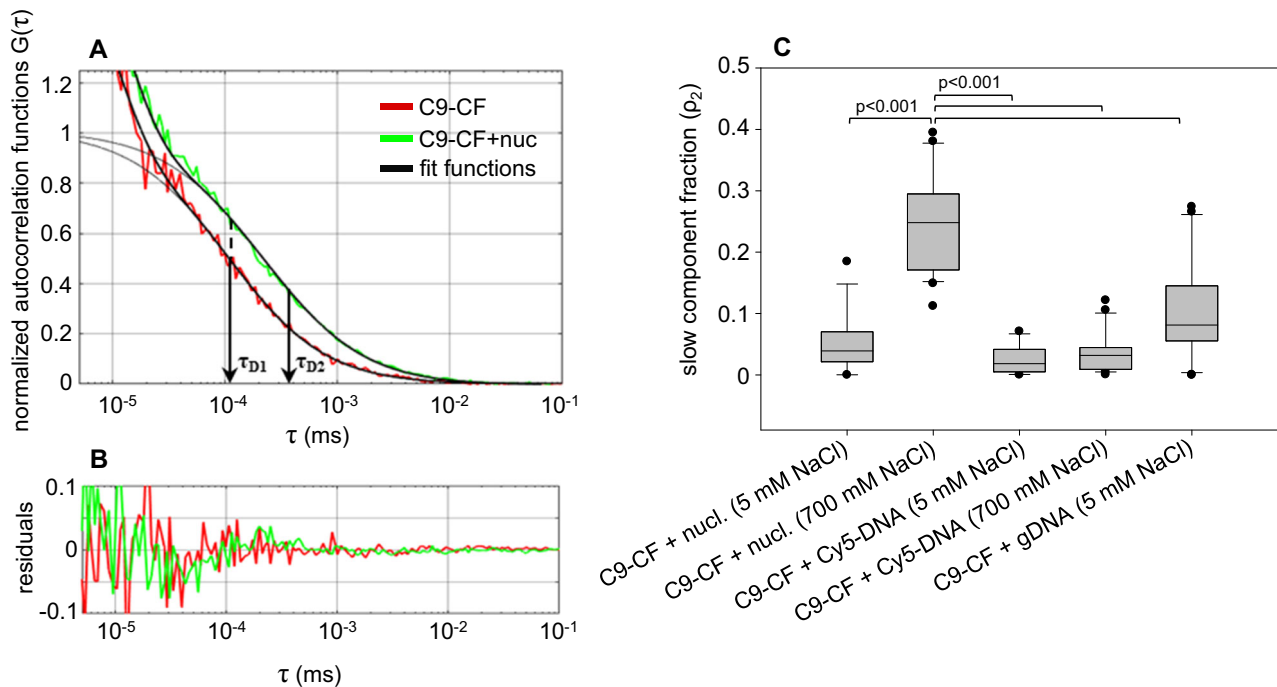 A
normalized autocorrelation functions G(τ)
1.2
1
0.8
0.6
0.4
0.2
0
C9-CF
C9-CF+nuc
fit functions
τD1
τD2
10⁻⁵
10⁻⁴
10⁻³
10⁻²
10⁻¹
τ (ms)
B
residuals
0.1
0
-0.1
10⁻⁵
10⁻⁴
10⁻³
10⁻²
10⁻¹
τ (ms)
C
slow component fraction (ρ₂)
0.5
0.4
0.3
0.2
0.1
0
p<0.001
p<0.001
C9-CF + nucl. (5 mM NaCl)
C9-CF + nucl. (700 mM NaCl)
C9-CF + Cy5-DNA (5 mM NaCl)
C9-CF + Cy5-DNA (700 mM NaCl)
C9-CF + gDNA (5 mM NaCl)